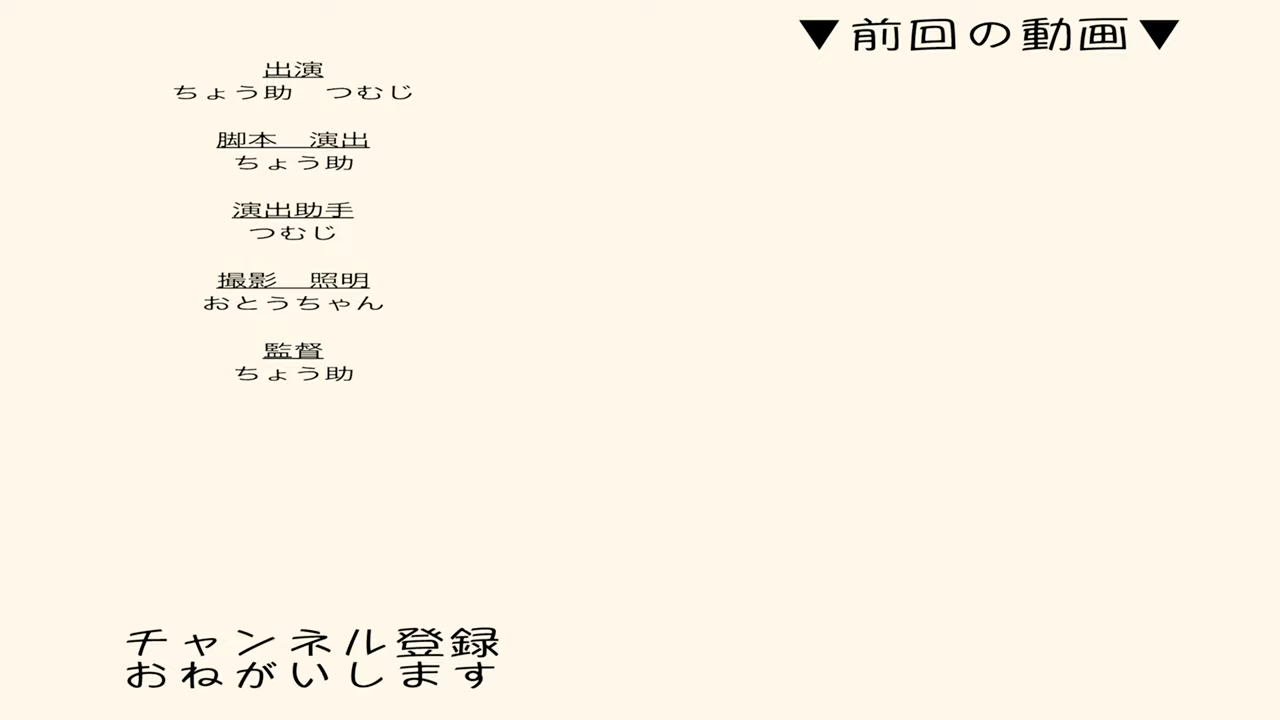 ▼前回の動画▼
出演
ちょう助　つむじ
脚本　演出
ちょう助
演出助手
つむじ
撮影　照明
おとうちゃん
監督
ちょう助
チャンネル登録
おねがいします